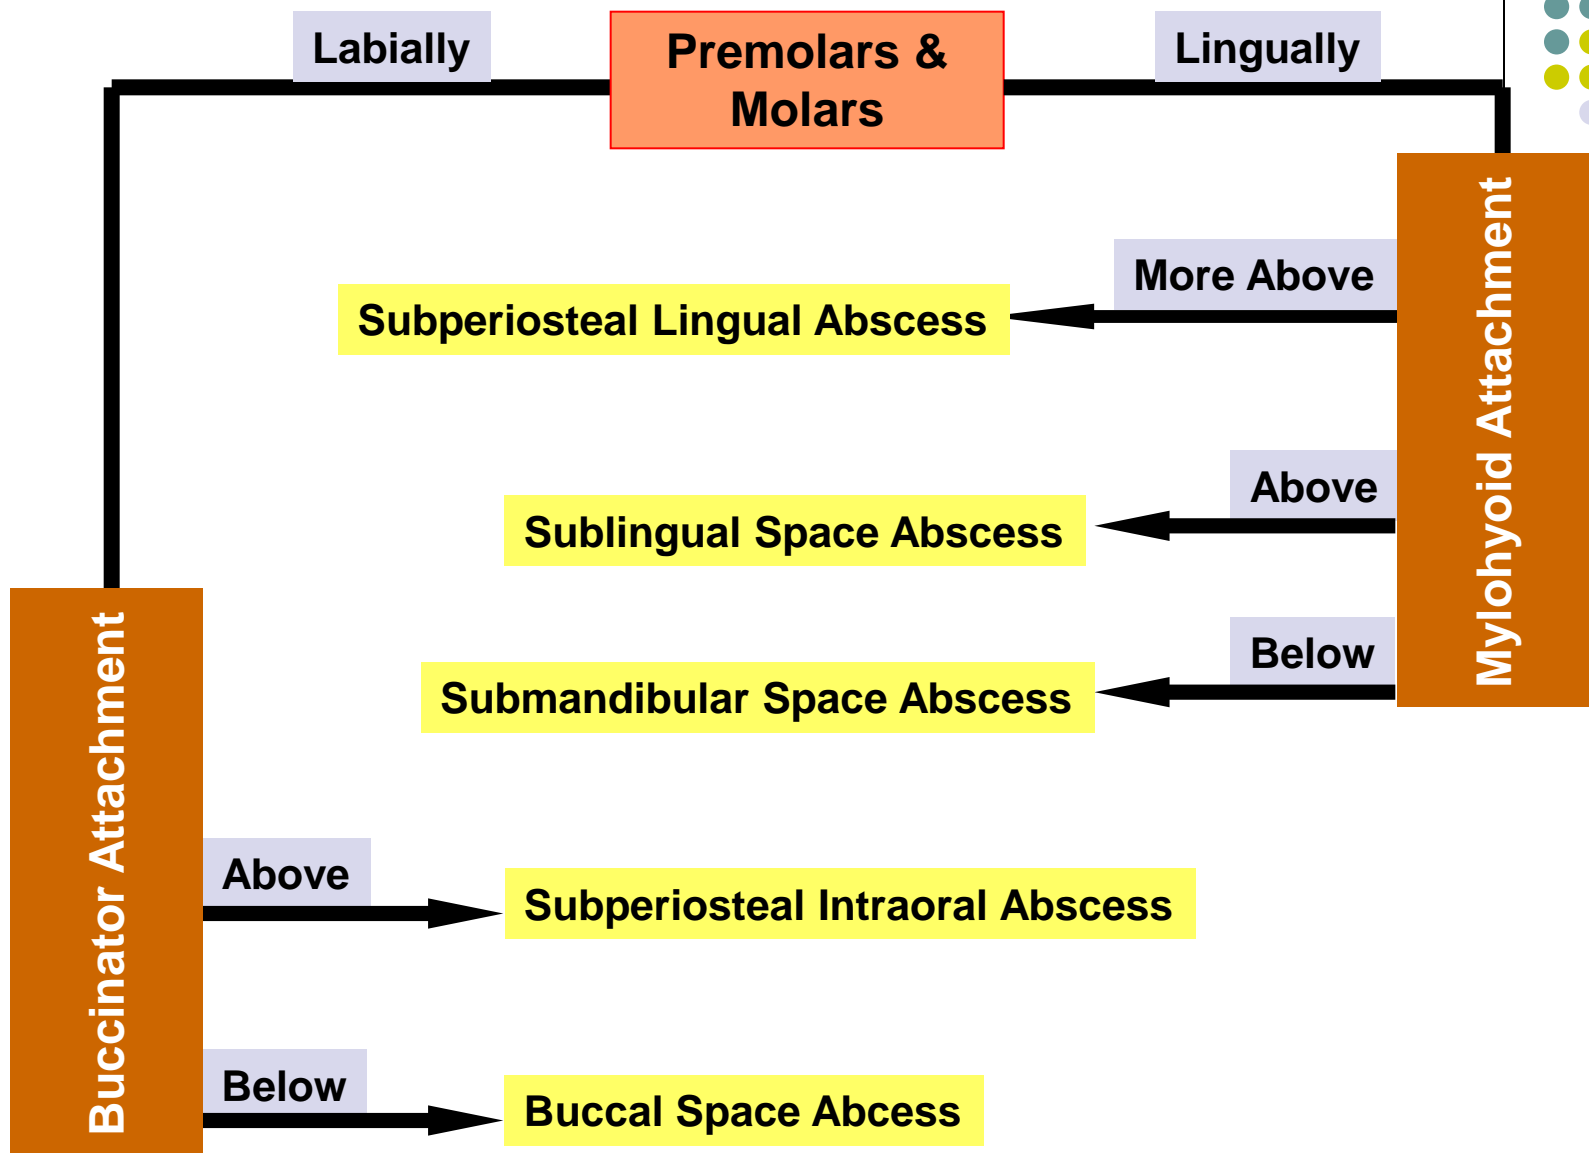 Labially
Premolars &
Molars
Lingually
Mylohyoid Attachment
More Above
Subperiosteal Lingual Abscess
Above
Sublingual Space Abscess
Below
Submandibular Space Abscess
Buccinator Attachment
Above
Subperiosteal Intraoral Abscess
Below
Buccal Space Abcess